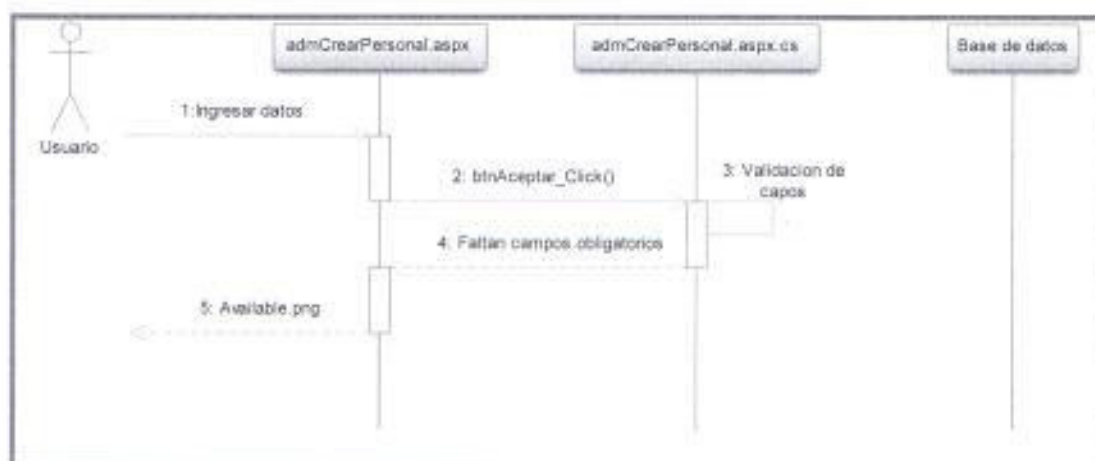 admCrearPersonal.aspx
admCrearPersonal.aspx.cs
Base de datos
Usuario
1:Ingresar datos
2: btnAceptar_Click()
3: Validacion de
capos
4: Faltan campos obligatorios
5: Available.png